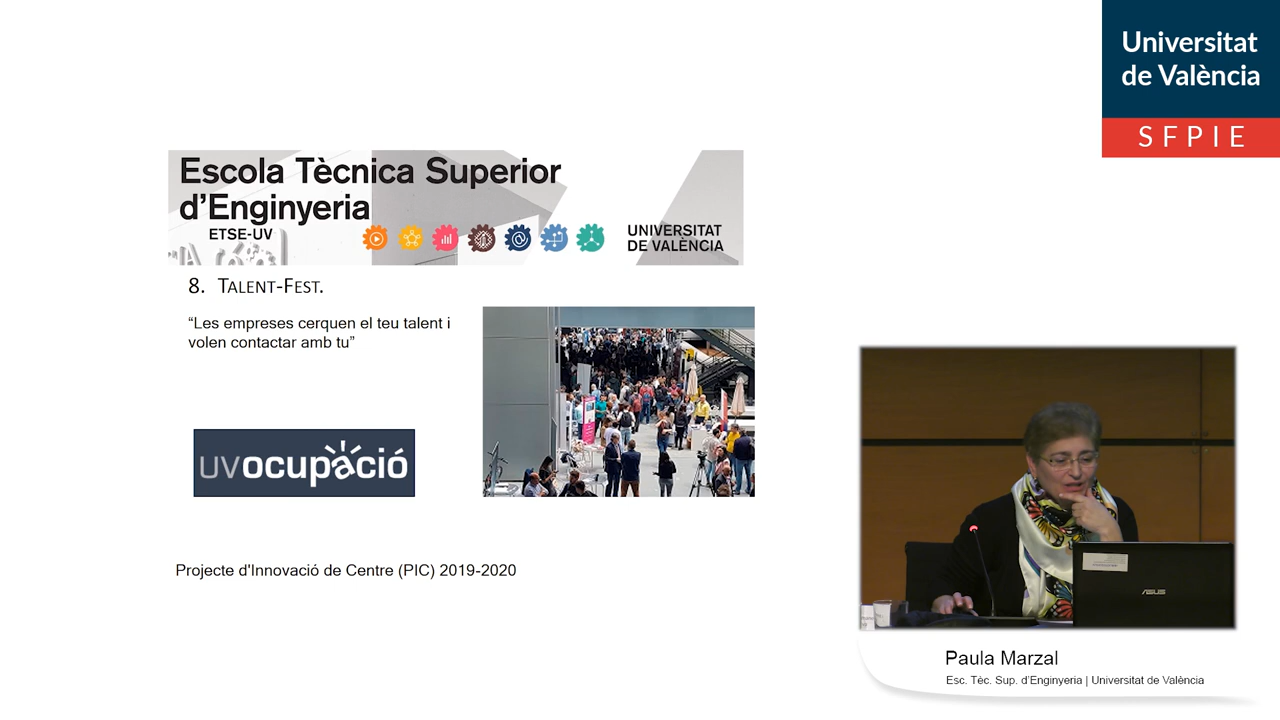 Universitat
de València
SFPIE
Escola Tècnica Superior
d'Enginyeria
ETSE-UV
UNIVERSITAT
DE VALÈNCIA
8. TALENT-FEST.
“Les empreses cerquen el teu talent i
volen contactar amb tu”
uvocupació
Projecte d'Innovació de Centre (PIC) 2019-2020
ASUS
Paula Marzal
Esc. Tèc. Sup. d'Enginyeria | Universitat de València